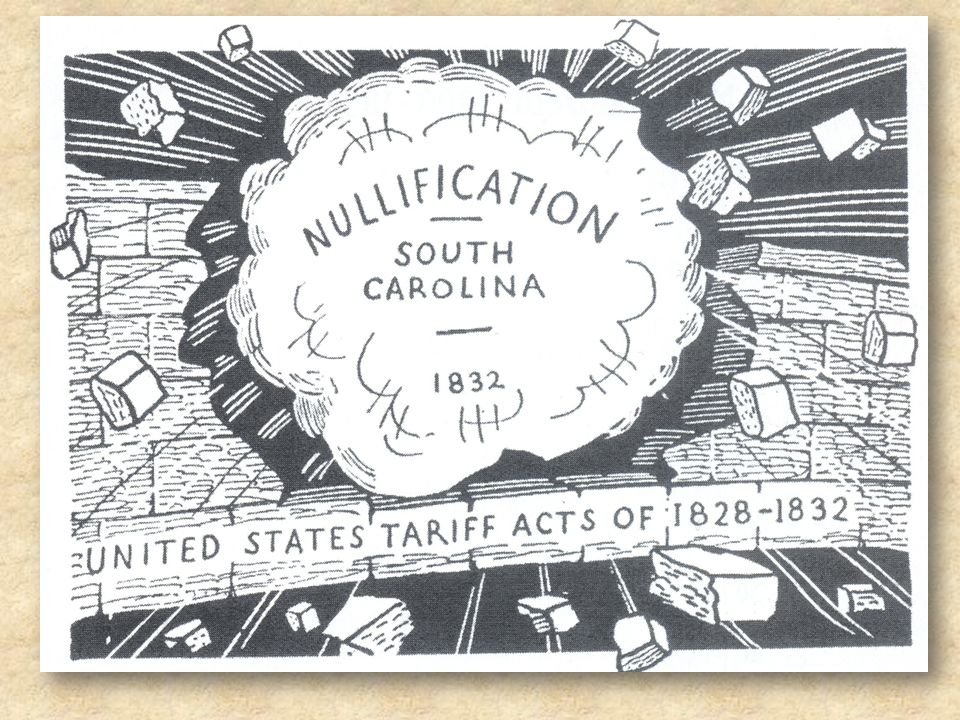 NULLIFICATION
SOUTH
CAROLINA
1832
UNITED STATES TARIFF ACTS OF 1828-1832